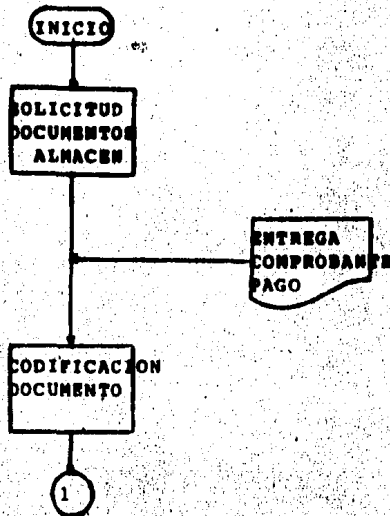 INICIO
SOLICITUD
DOCUMENTOS
ALMACEN
ENTREGA
COMPROBANTE
PAGO
CODIFICACION
DOCUMENTO
1